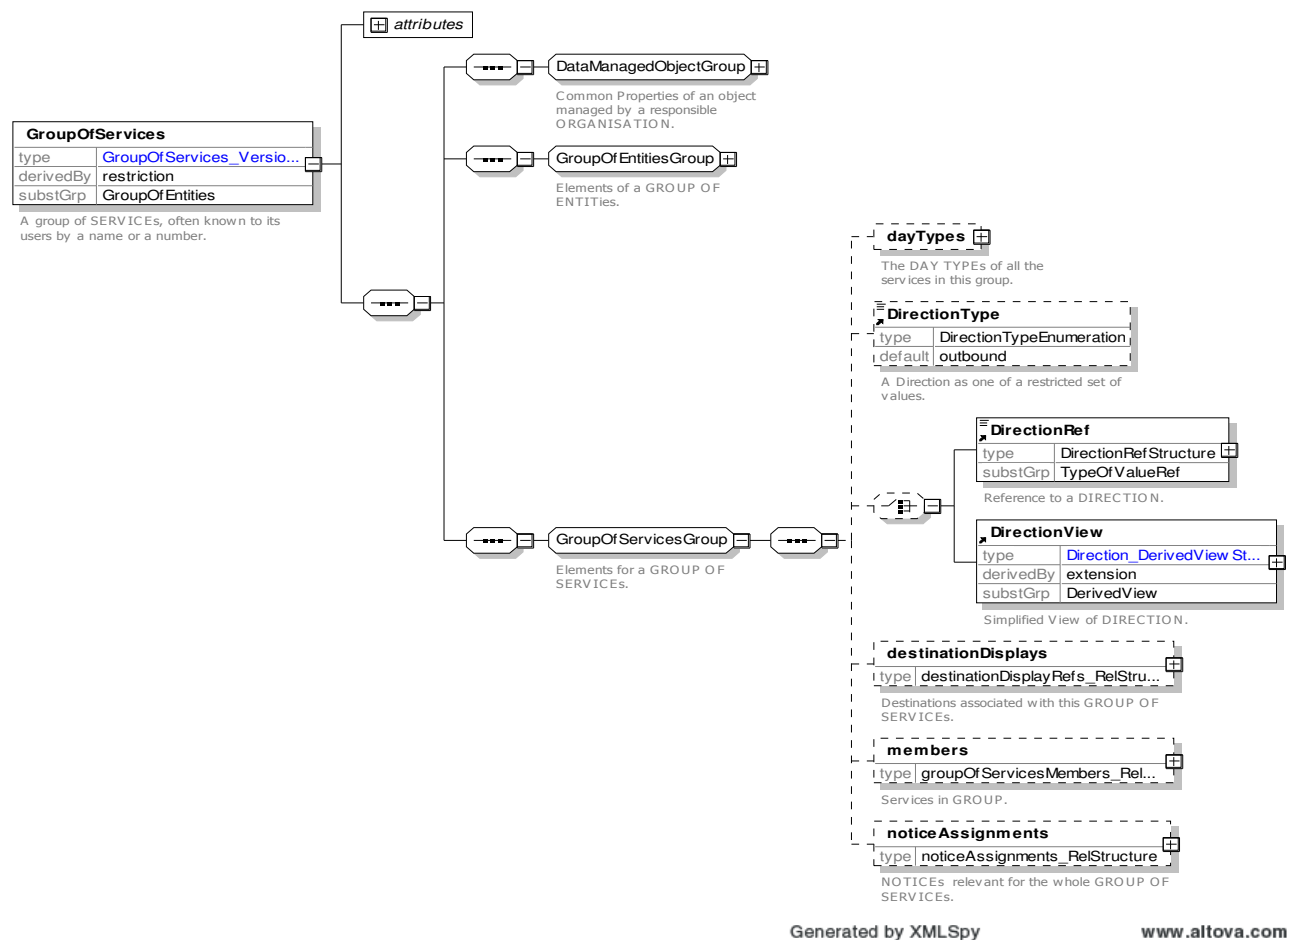 attributes
DataManagedObjectGroup
Common Properties of an object
managed by a responsible
ORGANISATION.
GroupOfServices
type GroupOfServices_Versio...
derivedBy restriction
substGrp GroupOfEntities
A group of SERVICEs, often known to its
users by a name or a number.
GroupOfEntitiesGroup
Elements of a GROUP OF
ENTITies.
dayTypes
The DAY TYPEs of all the
services in this group.
DirectionType
type DirectionTypeEnumeration
default outbound
A Direction as one of a restricted set of
values.
DirectionRef
type DirectionRefStructure
substGrp TypeOfValueRef
Reference to a DIRECTION.
DirectionView
type Direction_DerivedViewSt...
derivedBy extension
substGrp DerivedView
Simplified View of DIRECTION.
GroupOfServicesGroup
Elements for a GROUP OF
SERVICEs.
destinationDisplays
type destinationDisplayRefs_RelStru...
Destinations associated with this GROUP OF
SERVICEs.
members
type groupOfServicesMembers_Rel...
Services in GROUP.
noticeAssignments
type noticeAssignments_RelStructure
NOTICEs relevant for the whole GROUP OF
SERVICEs.
Generated by XMLSpy www.altova.com